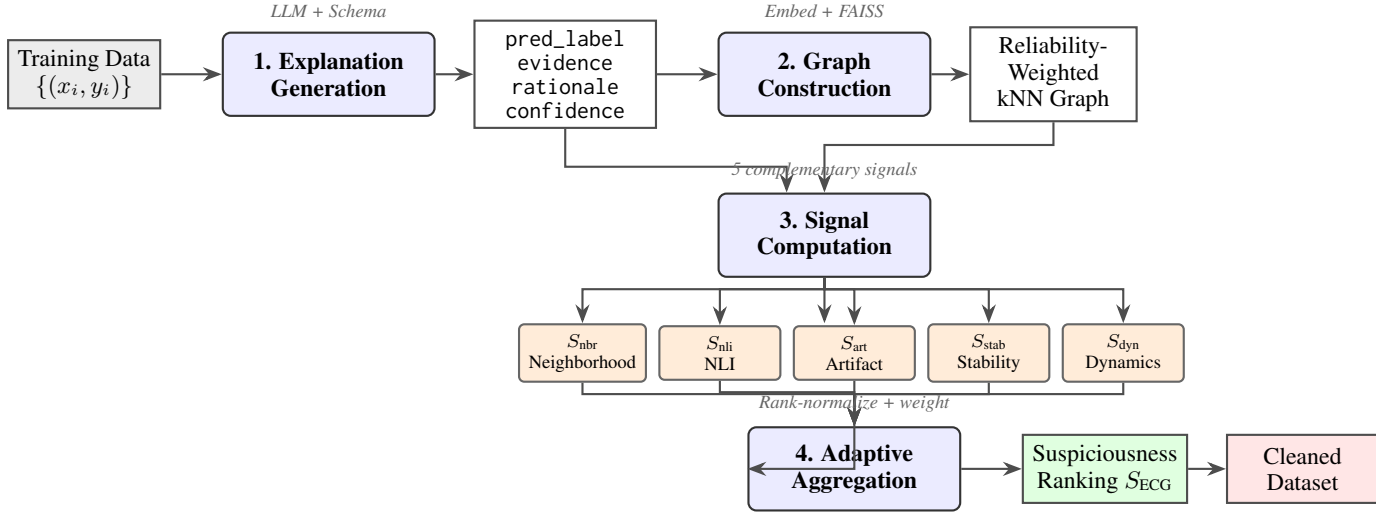 LLM + Schema
Embed + FAISS
Training Data
{(x_i, y_i)}
1. Explanation
Generation
pred_label
evidence
rationale
confidence
2. Graph
Construction
Reliability-
Weighted
kNN Graph
5 complementary signals
3. Signal
Computation
S_nbr
Neighborhood
S_nli
NLI
S_art
Artifact
S_stab
Stability
S_dyn
Dynamics
Rank-normalize + weight
4. Adaptive
Aggregation
Suspiciousness
Ranking S_ECG
Cleaned
Dataset